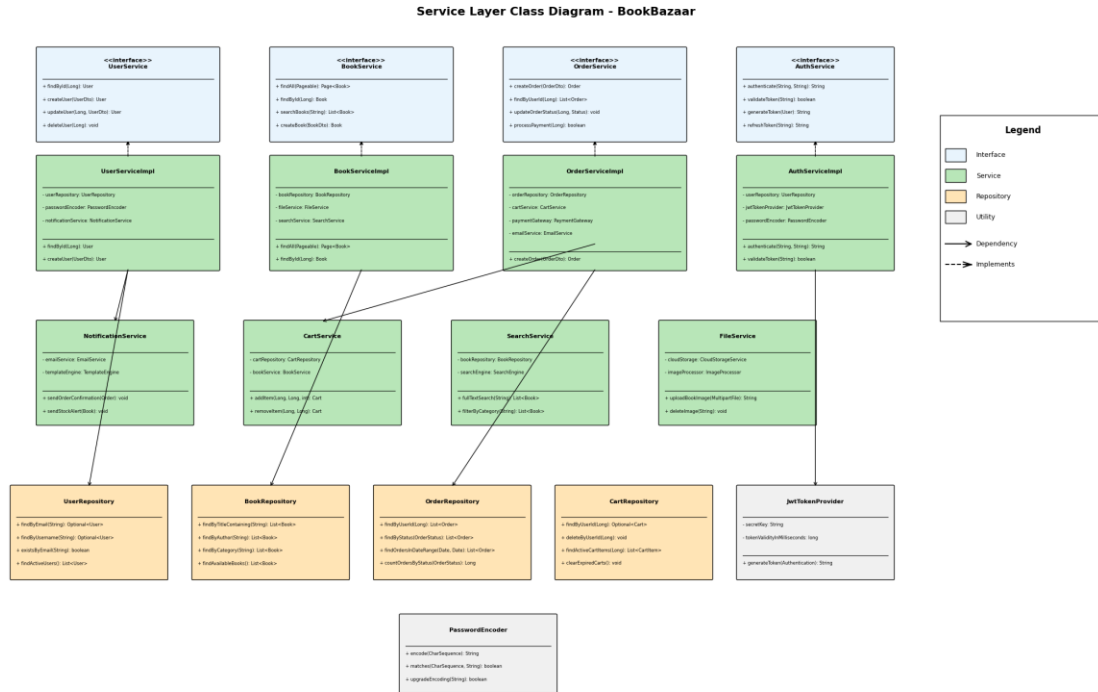 Service Layer Class Diagram - BookBazaar
<<interface>>
UserService
+ findById(Long): User
+ createUser(UserDto): User
+ updateUser(Long, UserDto): User
+ deleteUser(Long): void
<<interface>>
BookService
+ findAll(Pageable): Page<Book>
+ findById(Long): Book
+ searchBooks(String): List<Book>
+ createBook(BookDto): Book
<<interface>>
OrderService
+ createOrder(OrderDto): Order
+ findByUserId(Long): List<Order>
+ updateOrderStatus(Long, Status): void
+ processPayment(Long): boolean
<<interface>>
AuthService
+ authenticate(String, String): String
+ validateToken(String): boolean
+ generateToken(User): String
+ refreshToken(String): String
Legend
Interface
Service
Repository
Utility
Dependency
Implements
UserServiceImpl
- userRepository: UserRepository
- passwordEncoder: PasswordEncoder
- notificationService: NotificationService
+ findById(Long): User
+ createUser(UserDto): User
BookServiceImpl
- bookRepository: BookRepository
- fileService: FileService
- searchService: SearchService
+ findAll(Pageable): Page<Book>
+ findById(Long): Book
OrderServiceImpl
- orderRepository: OrderRepository
- cartService: CartService
- paymentGateway: PaymentGateway
- emailService: EmailService
+ createOrder(OrderDto): Order
AuthServiceImpl
- userRepository: UserRepository
- jwtTokenProvider: JwtTokenProvider
- passwordEncoder: PasswordEncoder
+ authenticate(String, String): String
+ validateToken(String): boolean
NotificationService
- emailService: EmailService
- templateEngine: TemplateEngine
+ sendOrderConfirmation(Order): void
+ sendStockAlert(Book): void
CartService
- cartRepository: CartRepository
- bookService: BookService
+ addItem(Long, Long, int): Cart
+ removeItem(Long, Long): Cart
SearchService
- bookRepository: BookRepository
- searchEngine: SearchEngine
+ fullTextSearch(String): List<Book>
+ filterByCategory(String): List<Book>
FileService
- cloudStorage: CloudStorageService
- imageProcessor: ImageProcessor
+ uploadBookImage(MultipartFile): String
+ deleteImage(String): void
UserRepository
+ findByEmail(String): Optional<User>
+ findByUsername(String): Optional<User>
+ existsByEmail(String): boolean
+ findActiveUsers(): List<User>
BookRepository
+ findByTitleContaining(String): List<Book>
+ findByAuthor(String): List<Book>
+ findByCategory(String): List<Book>
+ findAvailableBooks(): List<Book>
OrderRepository
+ findByUserId(Long): List<Order>
+ findByStatus(OrderStatus): List<Order>
+ findOrdersInDateRange(Date, Date): List<Order>
+ countOrdersByStatus(OrderStatus): Long
CartRepository
+ findByUserId(Long): Optional<Cart>
+ deleteByUserId(Long): void
+ findActiveCartItems(Long): List<CartItem>
+ clearExpiredCarts(): void
JwtTokenProvider
- secretKey: String
- tokenValidityInMilliseconds: long
+ generateToken(Authentication): String
PasswordEncoder
+ encode(CharSequence): String
+ matches(CharSequence, String): boolean
+ upgradeEncoding(String): boolean